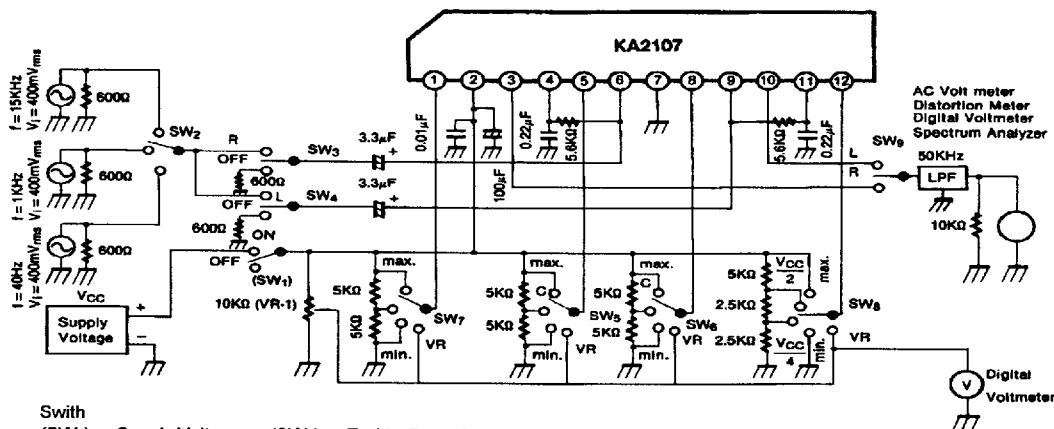 KA2107
1 2 3 4 5 6 7 8 9 10 11 12
f = 15KHz
Vi = 400mVrms
600Ω
SW2
f = 1KHz
Vi = 400mVrms
600Ω
f = 40Hz
Vi = 400mVrms
600Ω
R
OFF
SW3
600Ω
L
OFF
SW4
600Ω
ON
OFF
(SW1)
3.3µF
+
3.3µF
+
0.01µF
100µF
0.22µF
5.6KΩ
5.6KΩ
0.22µF
L
R
SW9
AC Volt meter
Distortion Meter
Digital Voltmeter
Spectrum Analyzer
50KHz
LPF
10KΩ
VCC
Supply
Voltage
+
−
10KΩ (VR-1)
5KΩ
5KΩ
max.
min.
SW7
VR
5KΩ
5KΩ
max.
C
min.
SW5
VR
5KΩ
5KΩ
max.
C
min.
SW6
VR
5KΩ
2.5KΩ
2.5KΩ
VCC
2
VCC
4
max.
min.
SW8
VR
V
Digital
Voltmeter
Swith